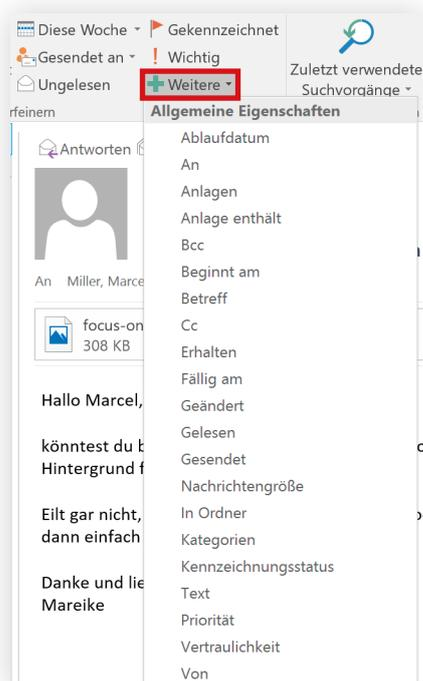 Diese Woche Gekennzeichnet
Gesendet an Wichtig
Ungelesen Weitere
Zuletzt verwendete
Suchvorgänge
rfeinern
Allgemeine Eigenschaften
Ablaufdatum
An
Anlagen
Anlage enthält
Bcc
Beginnt am
Betreff
Cc
Erhalten
Fällig am
Geändert
Gelesen
Gesendet
Nachrichtengröße
In Ordner
Kategorien
Kennzeichnungsstatus
Text
Priorität
Vertraulichkeit
Von
Antworten
An Miller, Marce
focus-on
308 KB
Hallo Marcel,
könntest du b
Hintergrund f
Eilt gar nicht,
dann einfach
Danke und lie
Mareike